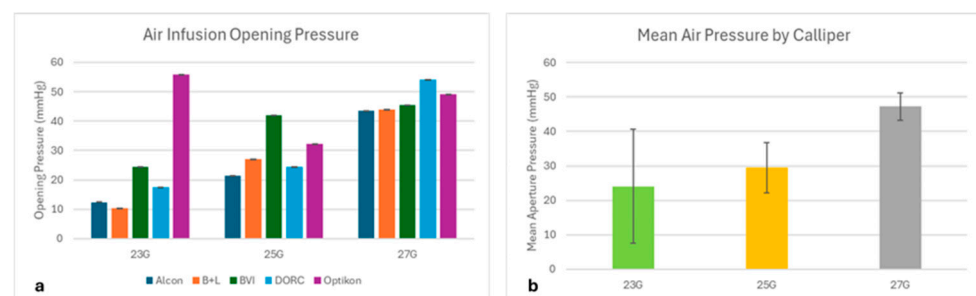 Air Infusion Opening Pressure
Opening Pressure (mmHg)
60
50
40
30
20
10
0
23G 25G 27G
Alcon B+L BVI DORC Optikon
a
Mean Air Pressure by Calliper
Mean Aperture Pressure (mmHg)
60
50
40
30
20
10
0
23G 25G 27G
b